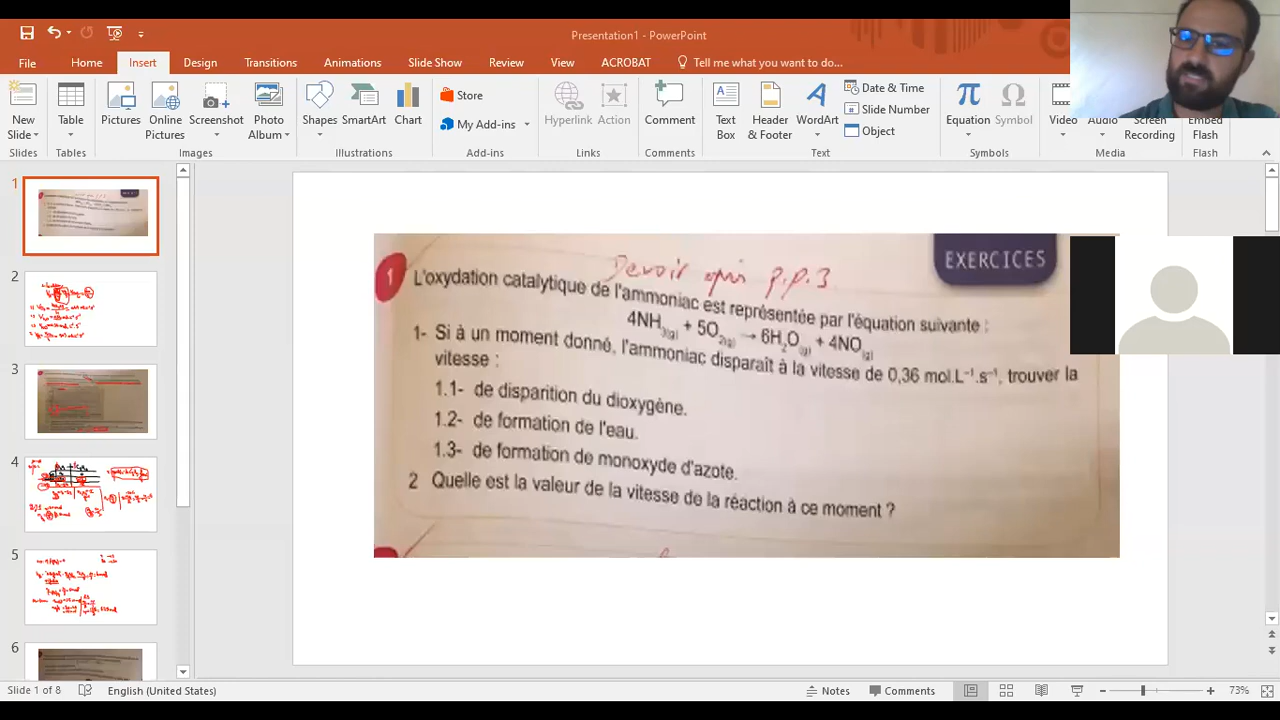 Presentation1 - PowerPoint
File Home Insert Design Transitions Animations Slide Show Review View ACROBAT Tell me what you want to do...
New Slide
Table
Pictures
Online Pictures
Screenshot
Photo Album
Shapes
SmartArt
Chart
Store
My Add-ins
Hyperlink
Action
Comment
Text Box
Header & Footer
WordArt
Date & Time
Slide Number
Object
Equation
Symbol
Video
Audio
Screen Recording
Embed Flash
Slides Tables Images Illustrations Add-ins Links Comments Text Symbols Media Flash
1
2
3
4
5
6
EXERCICES
Devoir
P.P.3
1
L'oxydation catalytique de l'ammoniac est représentée par l'équation suivante :
4NH3(g) + 5O2(g) → 6H2O(g) + 4NO(g)
1- Si à un moment donné, l'ammoniac disparaît à la vitesse de 0,36 mol.L⁻¹.s⁻¹, trouver la
vitesse :
1.1- de disparition du dioxygène.
1.2- de formation de l'eau.
1.3- de formation de monoxyde d'azote.
2 Quelle est la valeur de la vitesse de la réaction à ce moment ?
Slide 1 of 8 English (United States) Notes Comments 73%